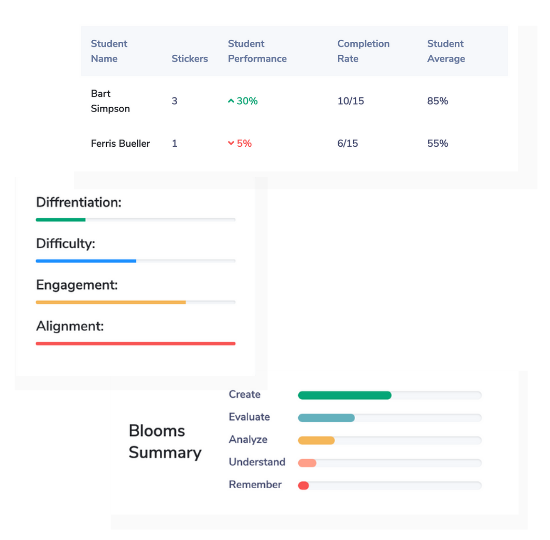 Student Name Stickers Student Performance Completion Rate Student Average
Bart Simpson 3 30% 10/15 85%
Ferris Bueller 1 5% 6/15 55%
Diffrentiation:
Difficulty:
Engagement:
Alignment:
Blooms Summary
Create
Evaluate
Analyze
Understand
Remember